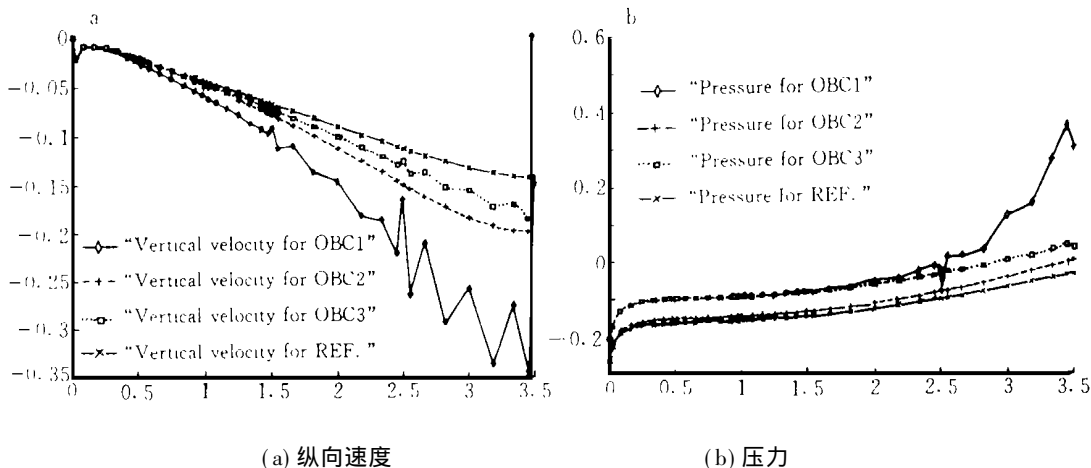 a
0
−0.05
−0.1
−0.15
−0.2
−0.25
−0.3
−0.35
"Vertical velocity for OBC1"
"Vertical velocity for OBC2"
"Vertical velocity for OBC3"
"Vertical velocity for REF. "
0 0.5 1 1.5 2 2.5 3 3.5
b
0.6
0.4
0.2
0
−0.2
"Pressure for OBC1"
"Pressure for OBC2"
"Pressure for OBC3"
"Pressure for REF. "
0 0.5 1 1.5 2 2.5 3 3.5
(a) 纵向速度
(b) 压力